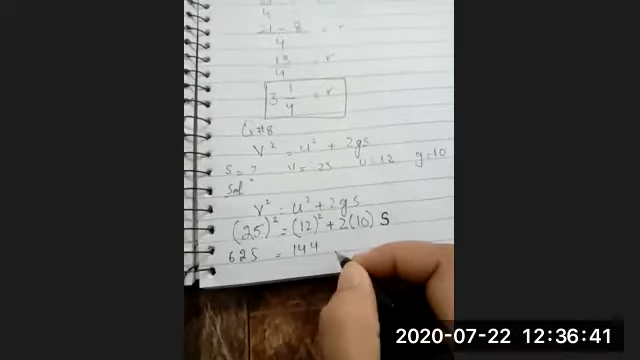 4
21 - 8 = r
4
13 = r
4
3 1/4 = r
Q#8
V² = u² + 2gs
S = ? V = 25 u = 12 g = 10
Sol:
V² = u² + 2gs
(25)² = (12)² + 2(10) S
625 = 144
2020-07-22 12:36:41